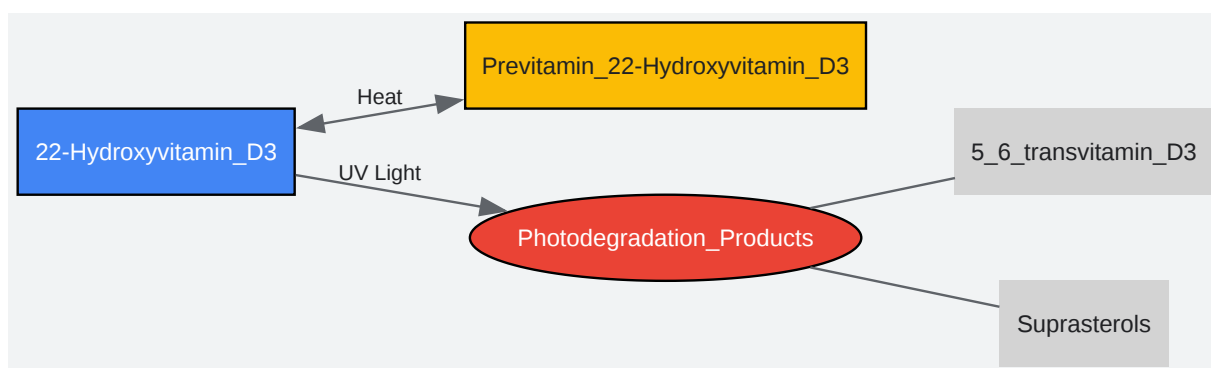 Previtamin_22-Hydroxyvitamin_D3
Heat
22-Hydroxyvitamin_D3
UV Light
5_6_transvitamin_D3
Photodegradation_Products
Suprasterols